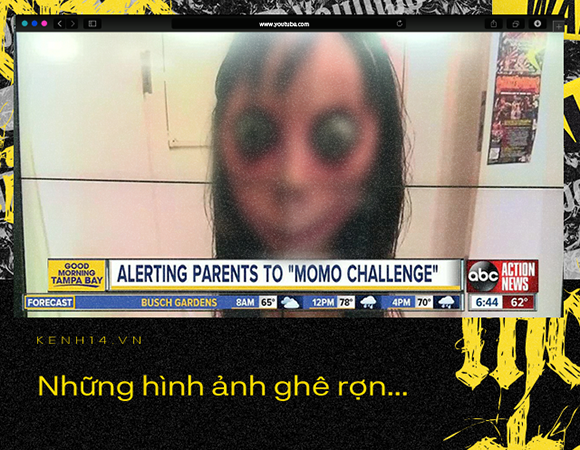 www.youtuba.com
GOOD
MORNING
TAMPA BAY
ALERTING PARENTS TO "MOMO CHALLENGE"
abc ACTION
NEWS
FORECAST BUSCH GARDENS 8AM 65° 12PM 78° 4PM 70° 6:44 62°
KENH14.VN
Những hình ảnh ghê rợn...